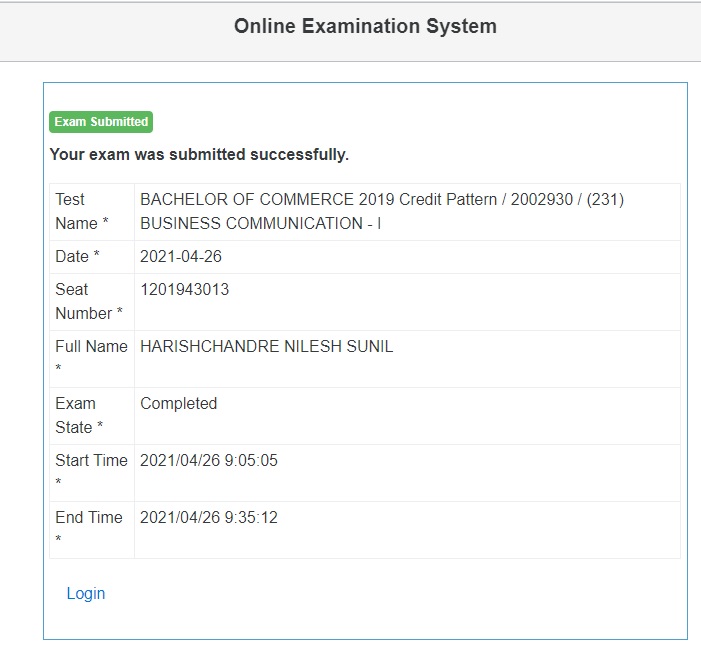 Online Examination System
Exam Submitted
Your exam was submitted successfully.
Test
Name *
BACHELOR OF COMMERCE 2019 Credit Pattern / 2002930 / (231)
BUSINESS COMMUNICATION - I
Date *
2021-04-26
Seat
Number *
1201943013
Full Name
*
HARISHCHANDRE NILESH SUNIL
Exam
State *
Completed
Start Time
*
2021/04/26 9:05:05
End Time
*
2021/04/26 9:35:12
Login